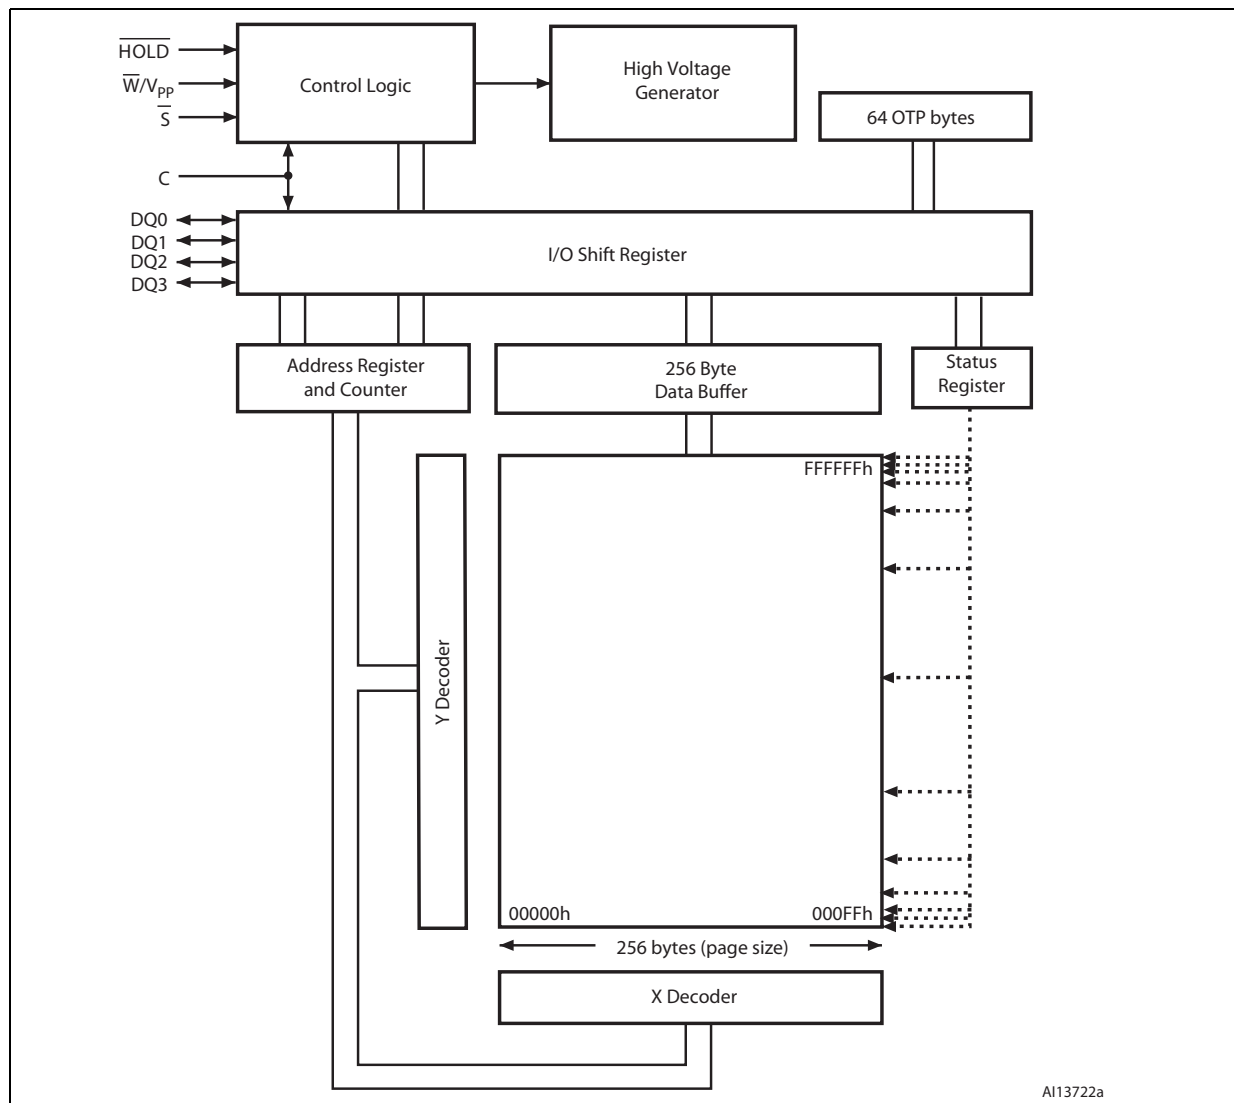 HOLD
W/VPP
S
C
Control Logic
High Voltage
Generator
64 OTP bytes
DQ0
DQ1
DQ2
DQ3
I/O Shift Register
Address Register
and Counter
256 Byte
Data Buffer
Status
Register
FFFFFFh
Y Decoder
00000h
000FFh
256 bytes (page size)
X Decoder
AI13722a